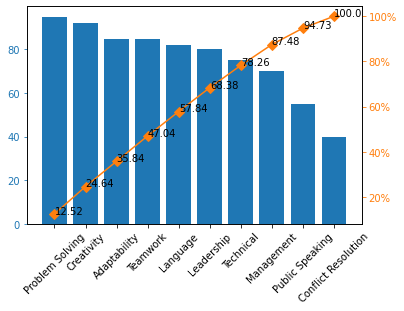 100.0
100%
94.73
87.48
80
80%
78.26
68.38
60
60%
57.84
47.04
40
40%
35.84
24.64
20
20%
12.52
0
Problem Solving
Creativity
Adaptability
Teamwork
Language
Leadership
Technical
Management
Public Speaking
Conflict Resolution